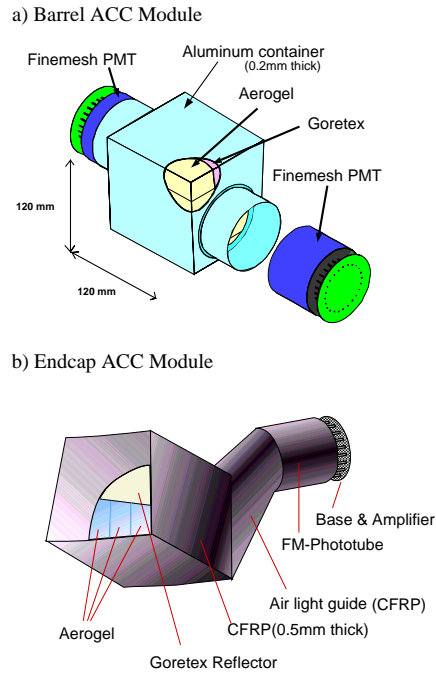 a) Barrel ACC Module
Aluminum container
(0.2mm thick)
Finemesh PMT
Aerogel
Goretex
Finemesh PMT
120 mm
120 mm
b) Endcap ACC Module
Base & Amplifier
FM-Phototube
Air light guide (CFRP)
CFRP(0.5mm thick)
Aerogel
Goretex Reflector